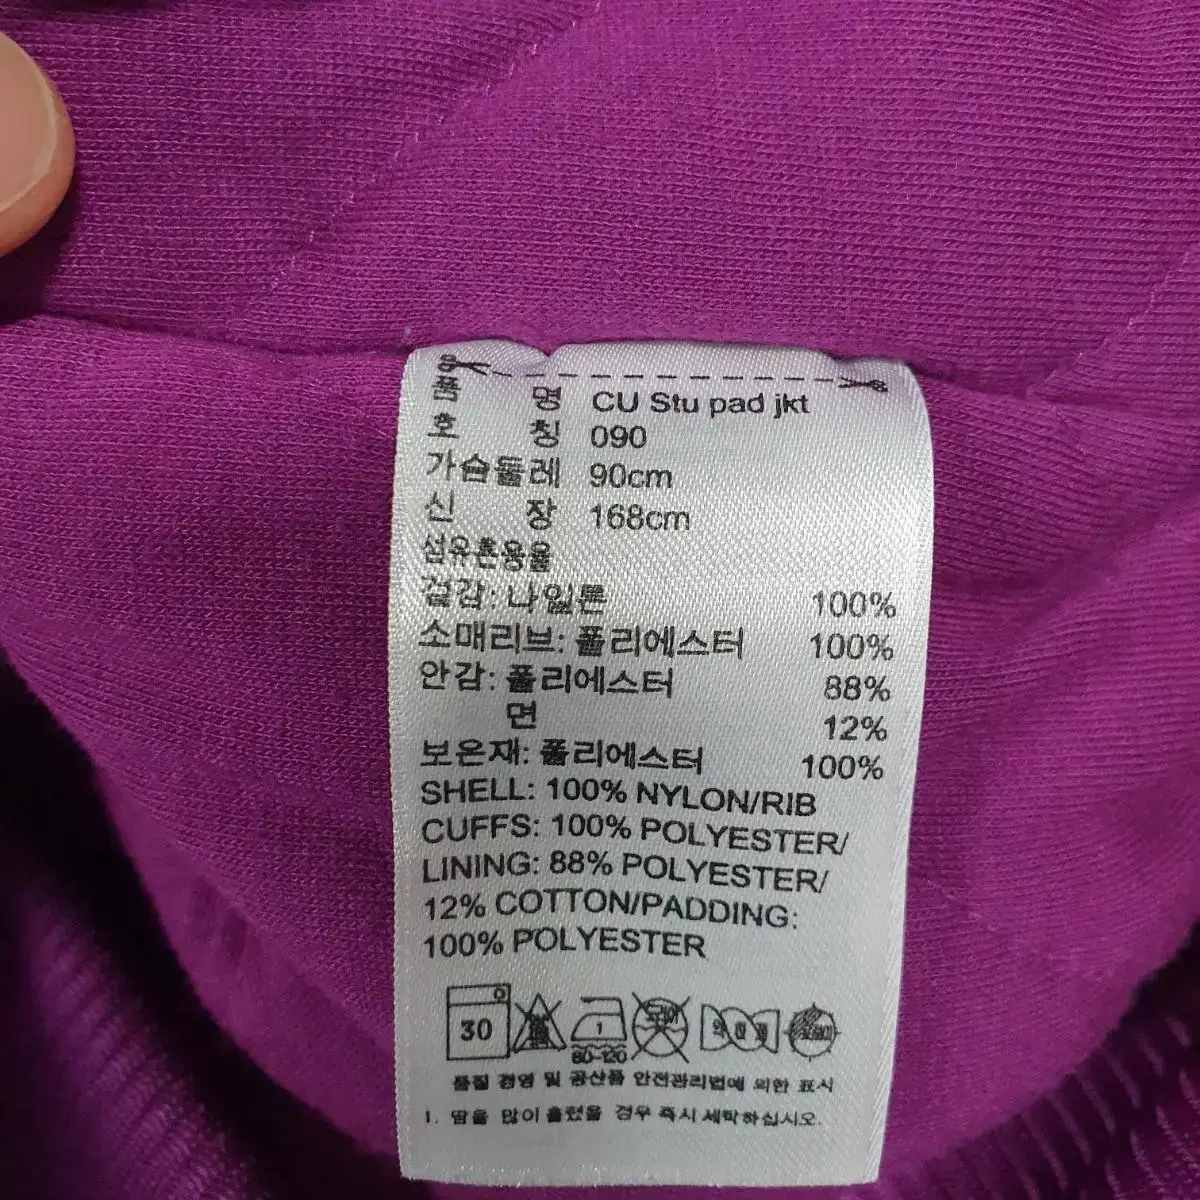 품 명 CU Stu pad jkt
호 칭 090
가슴둘레 90cm
신 장 168cm
섬유혼용율
겉감: 나일론 100%
소매리브: 폴리에스터 100%
안감: 폴리에스터 88%
면 12%
보온재: 폴리에스터 100%
SHELL: 100% NYLON/RIB
CUFFS: 100% POLYESTER/
LINING: 88% POLYESTER/
12% COTTON/PADDING:
100% POLYESTER
30 1 80~120
품질 경영 및 공산품 안전관리법에 의한 표시
1. 땀을 많이 흘렸을 경우 즉시 세탁하십시오.